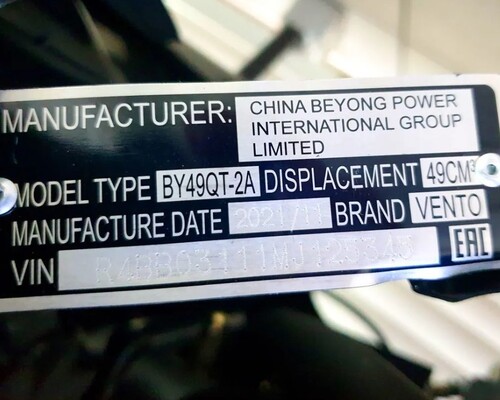 MANUFACTURER: CHINA BEYONG POWER
INTERNATIONAL GROUP
LIMITED
MODEL TYPE BY49QT-2A DISPLACEMENT 49CM³
MANUFACTURE DATE BRAND VENTO
VIN
EAC